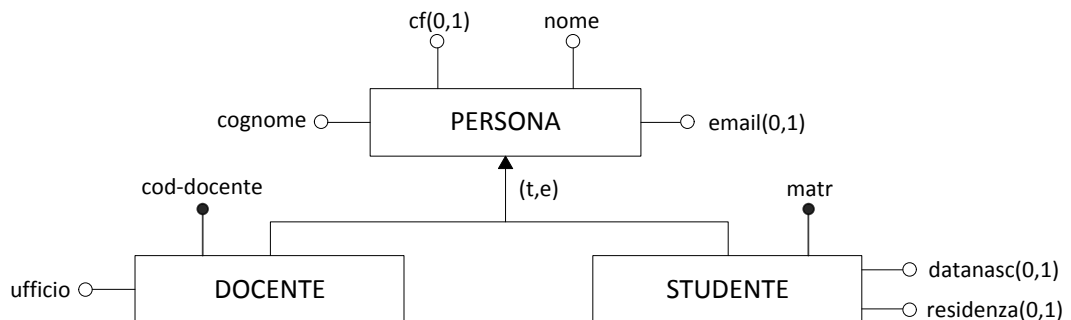 cf(0,1)
nome
cognome
PERSONA
email(0,1)
cod-docente
(t,e)
matr
ufficio
DOCENTE
STUDENTE
datanasc(0,1)
residenza(0,1)